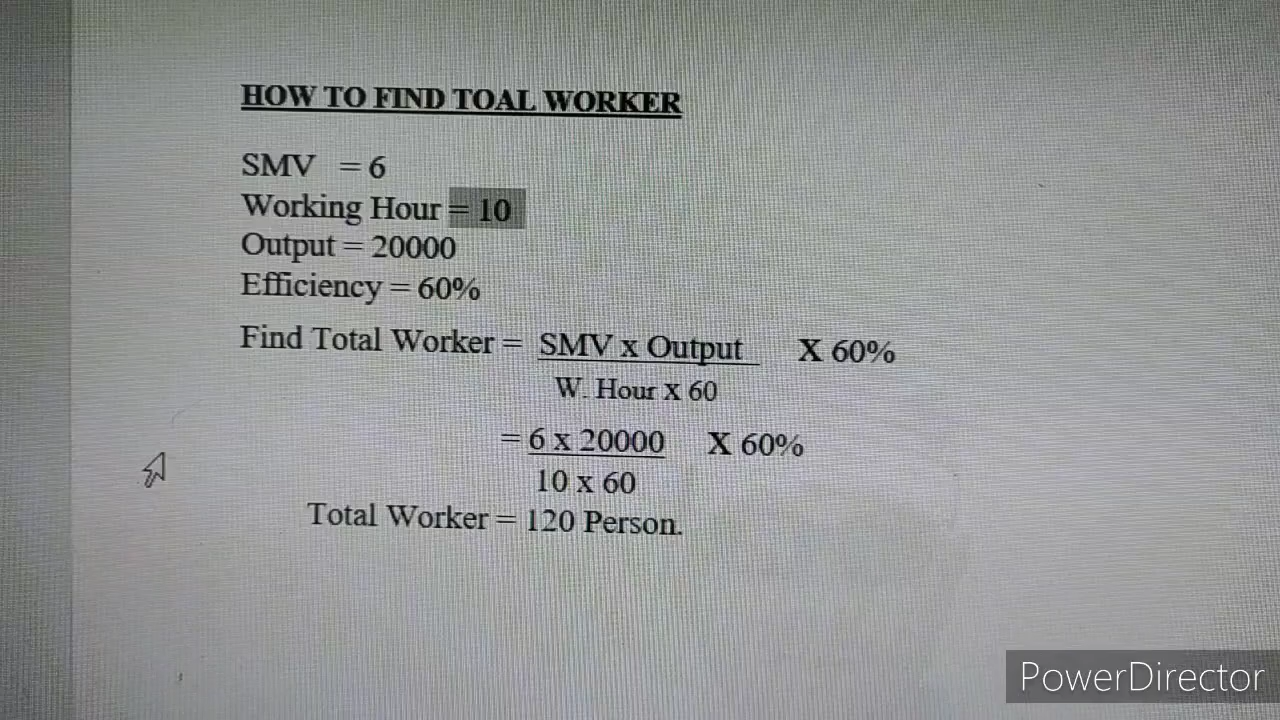 HOW TO FIND TOAL WORKER
SMV = 6
Working Hour = 10
Output = 20000
Efficiency = 60%
Find Total Worker = SMV x Output X 60%
W. Hour X 60
= 6 x 20000 X 60%
10 x 60
Total Worker = 120 Person.
PowerDirector